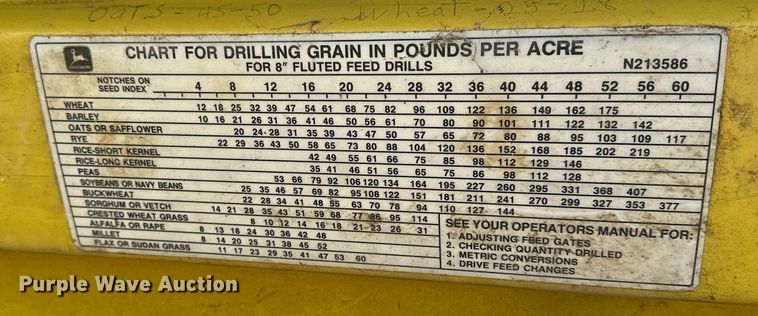 OATS-45-50 Wheat-
CHART FOR DRILLING GRAIN IN POUNDS PER ACRE
FOR 8" FLUTED FEED DRILLS N213586
JOHN DEERE
NOTCHES ON
SEED INDEX 4 8 12 16 20 24 28 32 36 40 44 48 52 56 60
WHEAT 12 18 25 32 39 47 54 61 68 75 82 96 109 122 136 149 162 175
BARLEY 10 16 21 26 31 36 41 46 50 56 61 70 80 90 101 111 122 132 142
OATS OR SAFFLOWER 20 24-28 31 35 39 43 47 50 57 65 72 80 88 95 103 109 117
RYE 22 29 36 43 50 58 65 73 80 88 104 120 136 152 168 185 202 219
RICE-SHORT KERNEL 42 49 55 61 66 75 85 98 112 129 146
RICE-LONG KERNEL 35 41 46 51 56 65 75 86 98 112 128
PEAS 53 66 79 92 106 120 134 164 195 227 260 295 331 368 407
SOYBEANS OR NAVY BEANS 25 35 46 57 69 82 95 108 122 151 181 211 241 270 299 327 353 377
BUCKWHEAT 22 28 34 41 48 55 63 70 78 94 110 127 144
SORGHUM OR VETCH 14 21 28 35 43 51 59 68 77 86 95 114
CRESTED WHEAT GRASS 8 10 12 14 16 18 21 23 26 31
ALFALFA OR RAPE 8 13 18 24 30 36 42 48
MILLET 8 14 20 25 31 38 45 52
FLAX OR SUDAN GRASS 11 17 23 29 35 41 47 53 60
SEE YOUR OPERATORS MANUAL FOR:
1. ADJUSTING FEED GATES
2. CHECKING QUANTITY DRILLED
3. METRIC CONVERSIONS
4. DRIVE FEED CHANGES
Purple Wave Auction